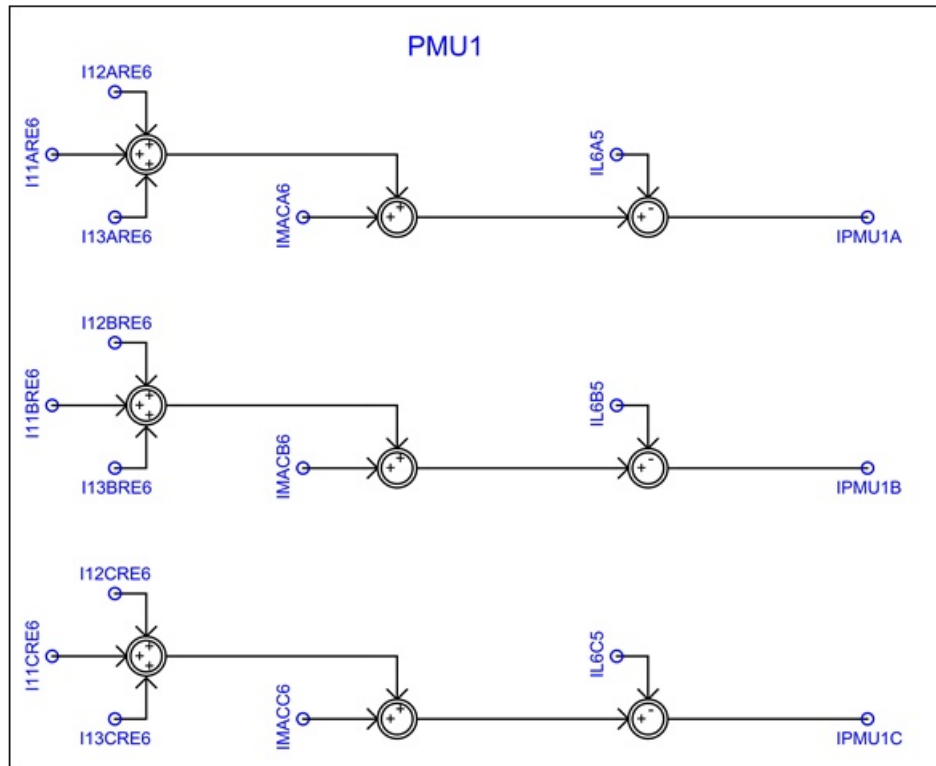 PMU1
I12ARE6
I11ARE6
I13ARE6
IMACA6
IL6A5
IPMU1A
+
+
+
+
+
+
-
I12BRE6
I11BRE6
I13BRE6
IMACB6
IL6B5
IPMU1B
+
+
+
+
+
+
-
I12CRE6
I11CRE6
I13CRE6
IMACC6
IL6C5
IPMU1C
+
+
+
+
+
+
-